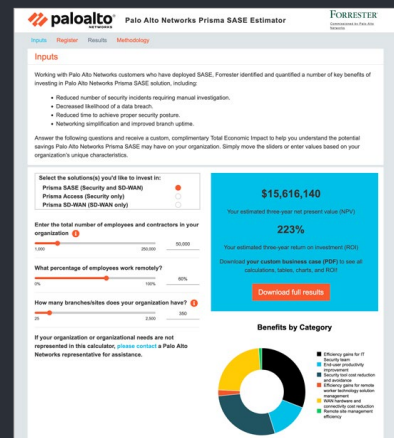 paloalto
NETWORKS
Palo Alto Networks Prisma SASE Estimator
FORRESTER
Commissioned by Palo Alto
Networks
Inputs Register Results Methodology
Inputs
Working with Palo Alto Networks customers who have deployed SASE, Forrester identified and quantified a number of key benefits of
investing in Palo Alto Networks Prisma SASE solution, including:
• Reduced number of security incidents requiring manual investigation.
• Decreased likelihood of a data breach.
• Reduced time to achieve proper security posture.
• Networking simplification and improved branch uptime.
Answer the following questions and receive a custom, complimentary Total Economic Impact to help you understand the potential
savings Palo Alto Networks Prisma SASE may have on your organization. Simply move the sliders or enter values based on your
organization's unique characteristics.
Select the solutions(s) you'd like to invest in:
Prisma SASE (Security and SD-WAN)
Prisma Access (Security only)
Prisma SD-WAN (SD-WAN only)
Enter the total number of employees and contractors in your
organization
50,000
1,000 250,000
What percentage of employees work remotely?
60%
0% 100%
How many branches/sites does your organization have?
350
25 2,500
If your organization or organizational needs are not
represented in this calculator, please contact a Palo Alto
Networks representative for assistance.
$15,616,140
Your estimated three-year net present value (NPV)
223%
Your estimated three-year return on investment (ROI)
Download your custom business case (PDF) to see all
calculations, tables, charts, and ROI!
Download full results
Benefits by Category
Efficiency gains for IT
Security team
End-user productivity
improvement
Security tool cost reduction
and avoidance
Efficiency gains for remote
worker technology solution
management
WAN hardware and
connectivity cost reduction
Remote site management
efficiency